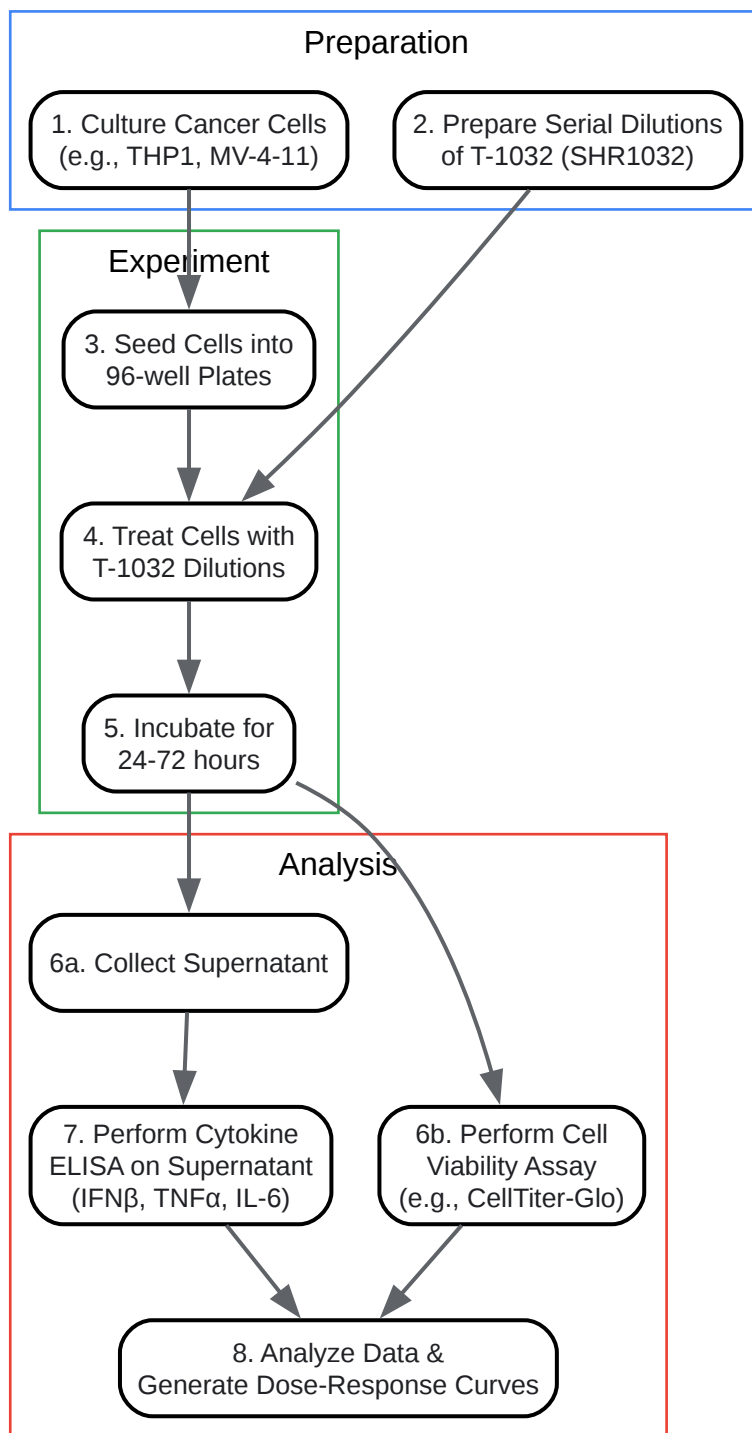 Preparation
1. Culture Cancer Cells
(e.g., THP1, MV-4-11)
2. Prepare Serial Dilutions
of T-1032 (SHR1032)
Experiment
3. Seed Cells into
96-well Plates
4. Treat Cells with
T-1032 Dilutions
5. Incubate for
24-72 hours
Analysis
6a. Collect Supernatant
7. Perform Cytokine
ELISA on Supernatant
(IFNβ, TNFα, IL-6)
6b. Perform Cell
Viability Assay
(e.g., CellTiter-Glo)
8. Analyze Data &
Generate Dose-Response Curves